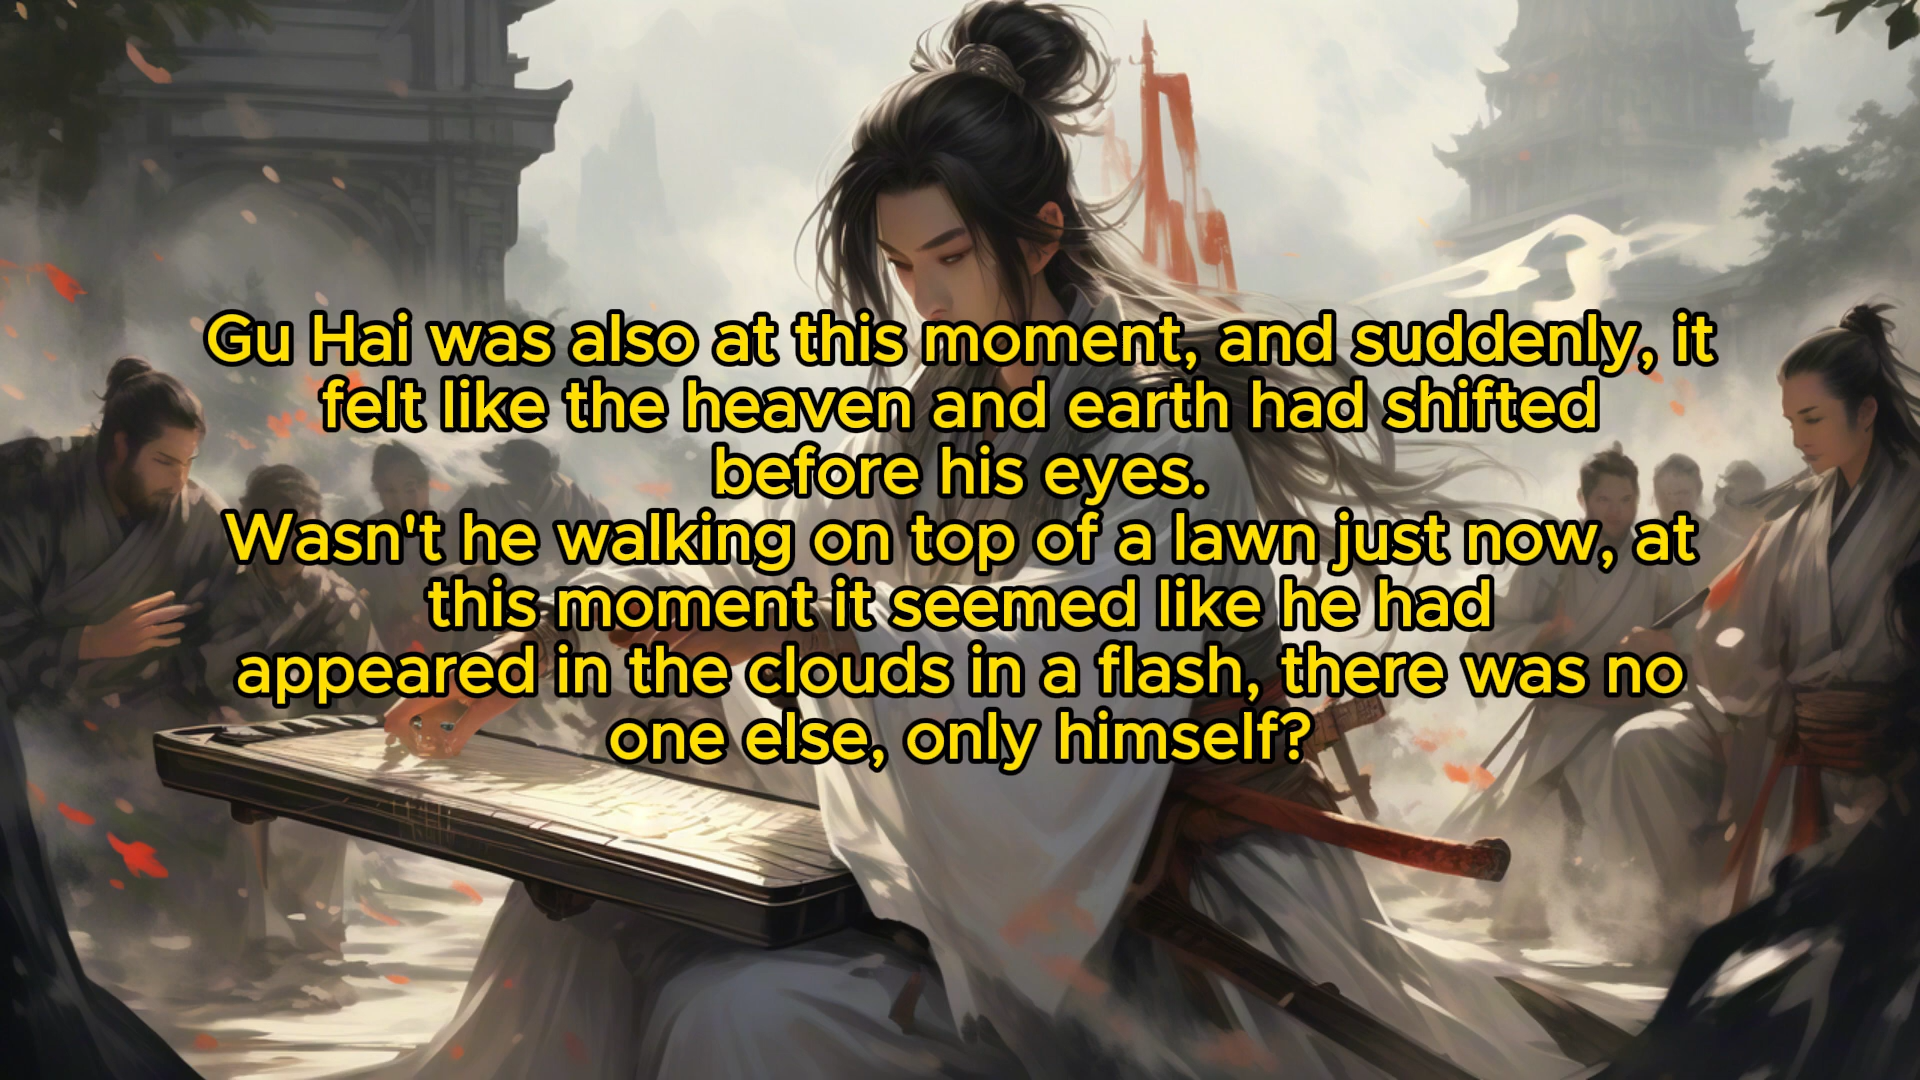 Gu Hai was also at this moment, and suddenly, it
felt like the heaven and earth had shifted
before his eyes.
Wasn't he walking on top of a lawn just now, at
this moment it seemed like he had
appeared in the clouds in a flash, there was no
one else, only himself?